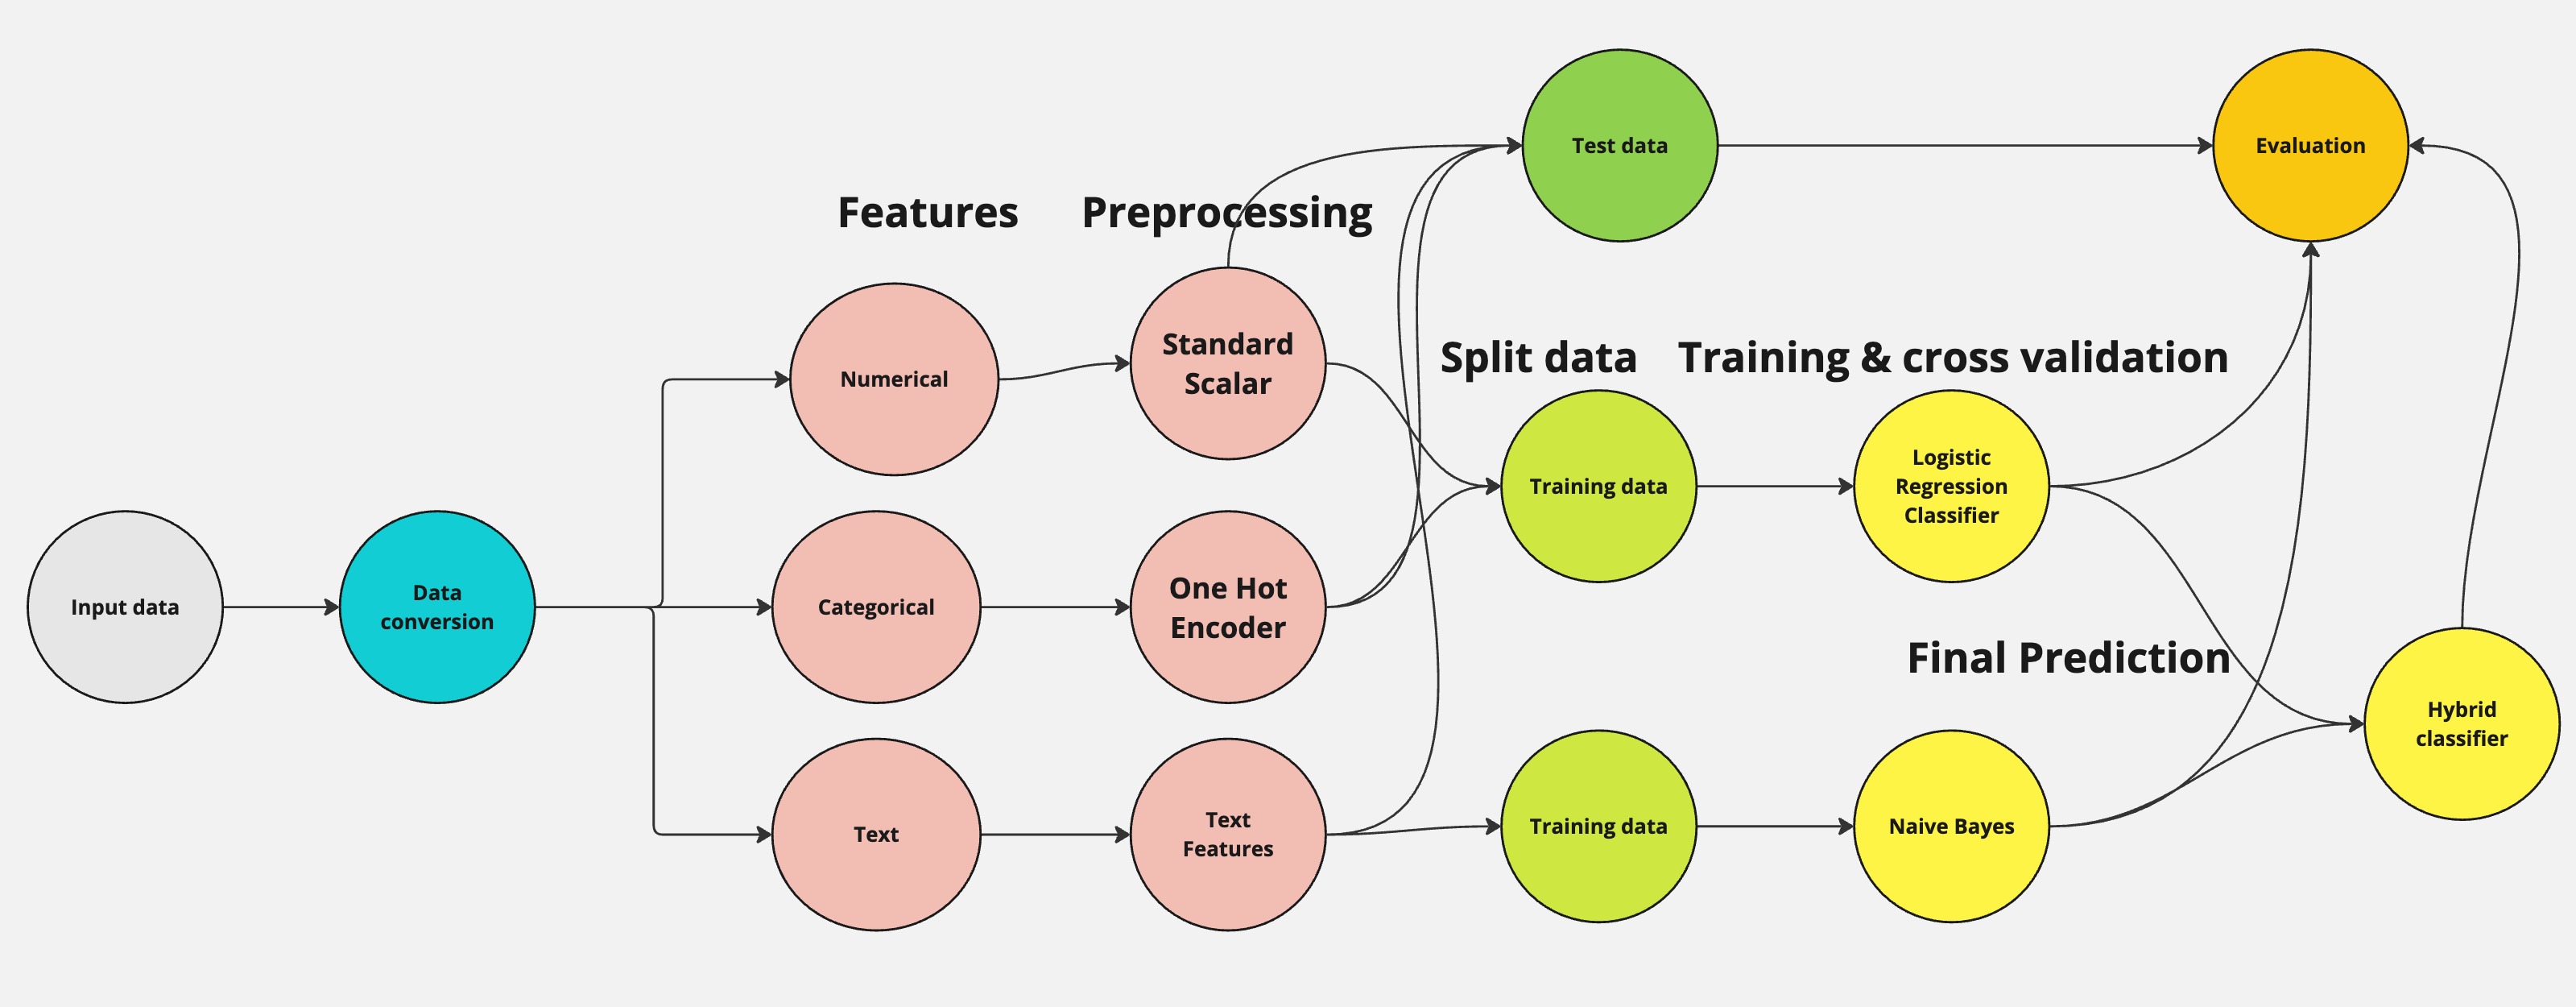 Features
Preprocessing
Split data
Training & cross validation
Final Prediction
Input data
Data
conversion
Numerical
Categorical
Text
Standard
Scalar
One Hot
Encoder
Text
Features
Test data
Training data
Training data
Logistic
Regression
Classifier
Naive Bayes
Hybrid
classifier
Evaluation